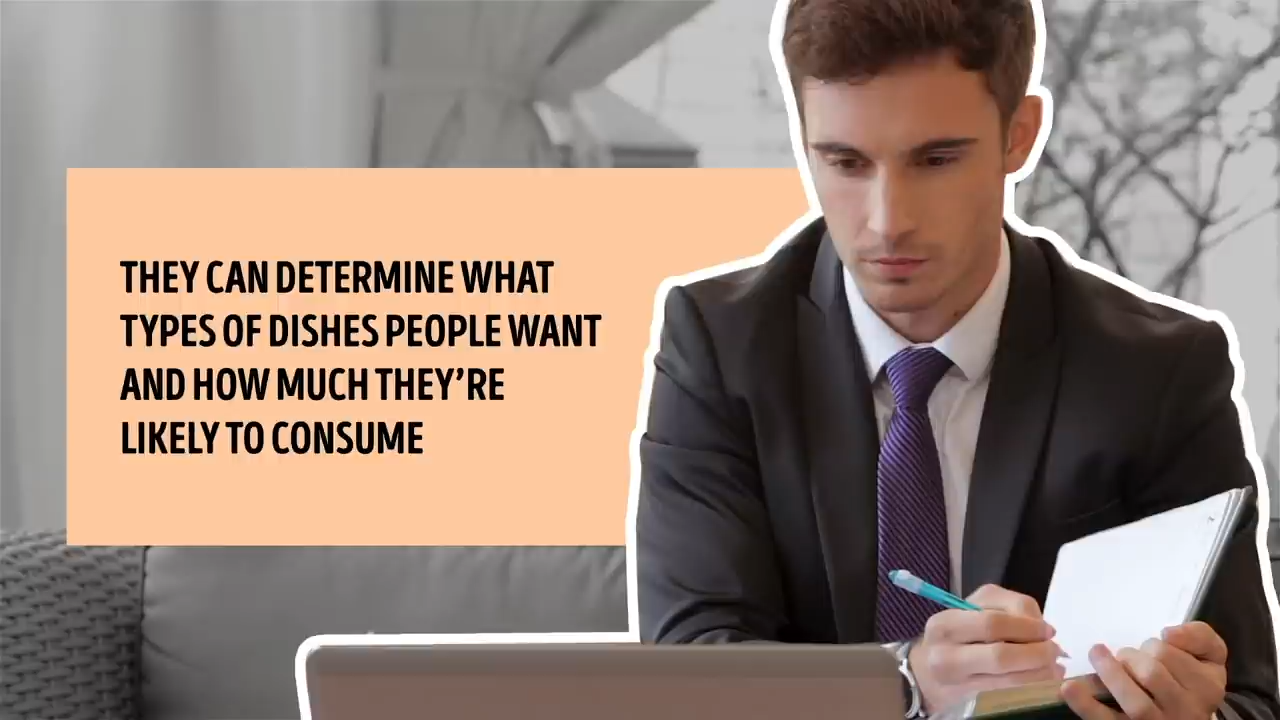 THEY CAN DETERMINE WHAT
TYPES OF DISHES PEOPLE WANT
AND HOW MUCH THEY’RE
LIKELY TO CONSUME